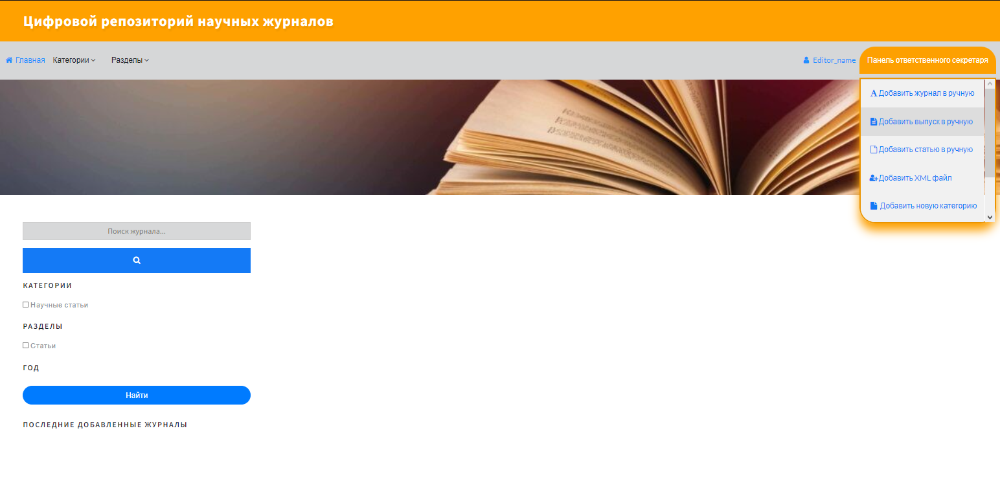 Цифровой репозиторий научных журналов
Главная Категории Разделы Editor_name Панель ответственного секретаря
Добавить журнал в ручную
Добавить выпуск в ручную
Добавить статью в ручную
Добавить XML файл
Добавить новую категорию
Поиск журнала...
КАТЕГОРИИ
Научные статьи
РАЗДЕЛЫ
Статьи
ГОД
Найти
ПОСЛЕДНИЕ ДОБАВЛЕННЫЕ ЖУРНАЛЫ